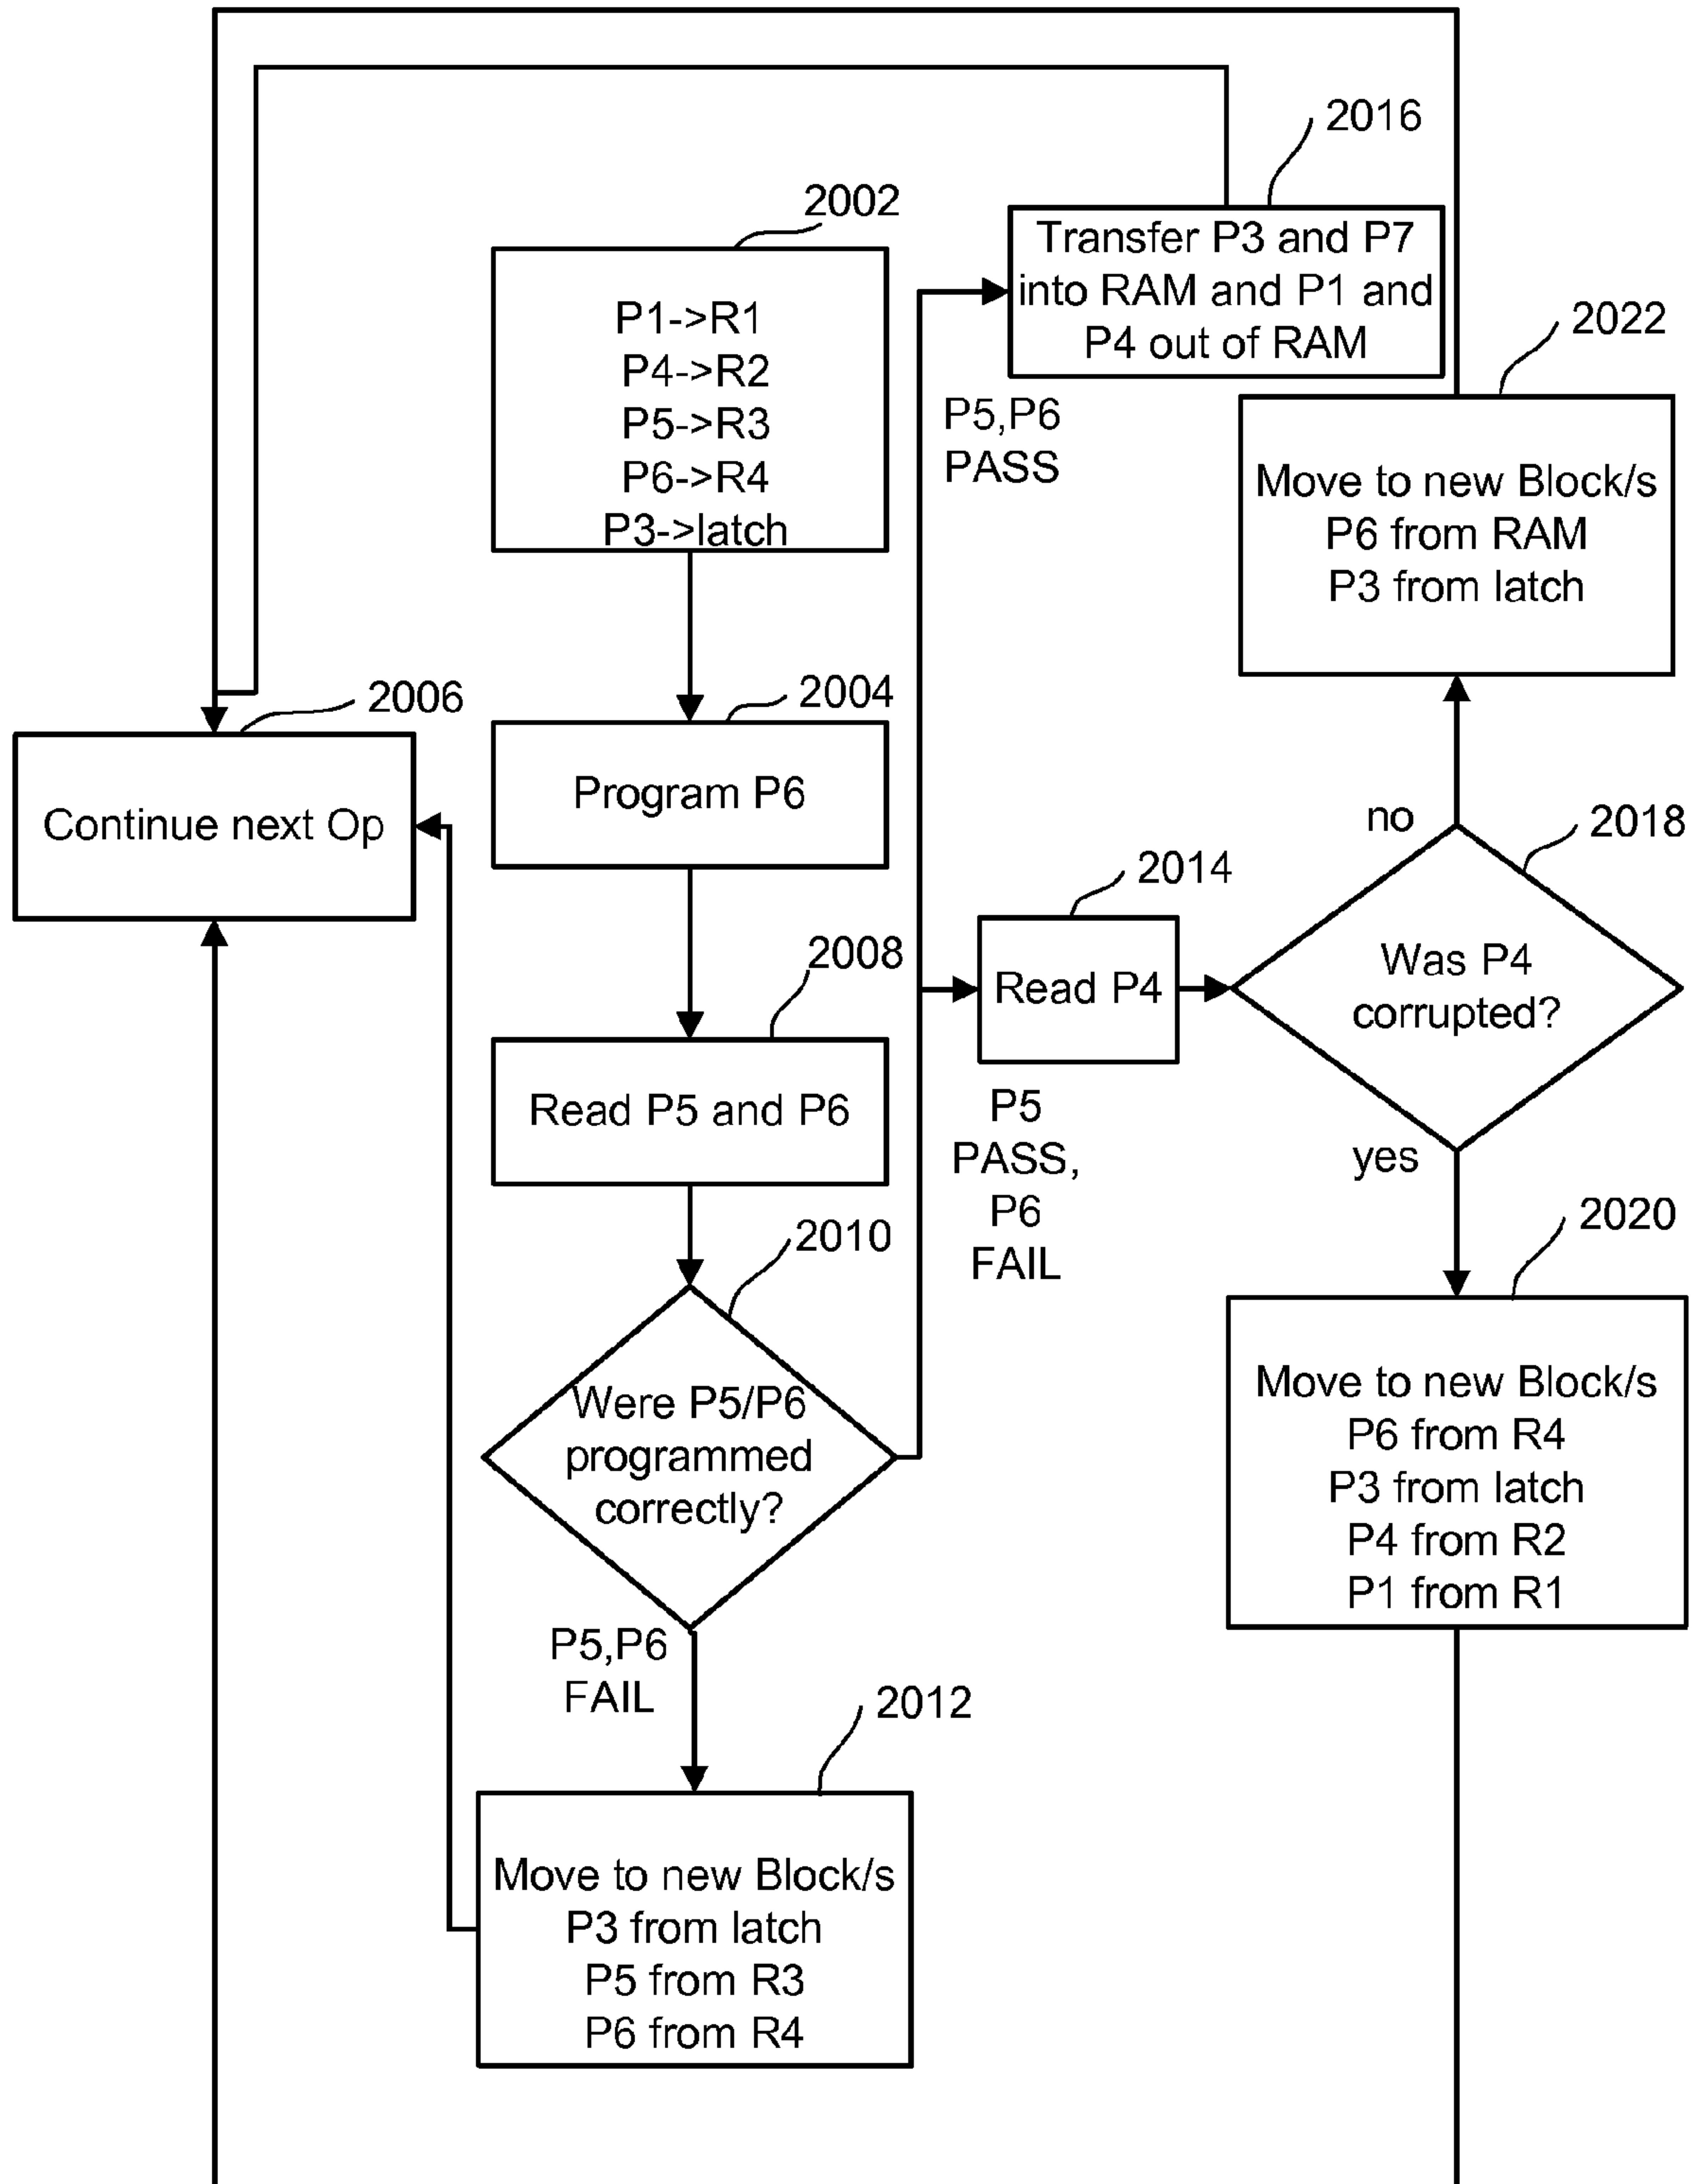 2016
2002
Transfer P3 and P7
into RAM and P1 and
P4 out of RAM
P1->R1
P4->R2
P5->R3
P6->R4
P3->latch
2022
P5,P6
PASS
Move to new Block/s
P6 from RAM
P3 from latch
2006
2004
Continue next Op
Program P6
no
2018
2014
2008
Read P4
Was P4
corrupted?
Read P5 and P6
P5
PASS,
P6
FAIL
yes
2010
2020
Were P5/P6
programmed
correctly?
Move to new Block/s
P6 from R4
P3 from latch
P4 from R2
P1 from R1
P5,P6
FAIL
2012
Move to new Block/s
P3 from latch
P5 from R3
P6 from R4